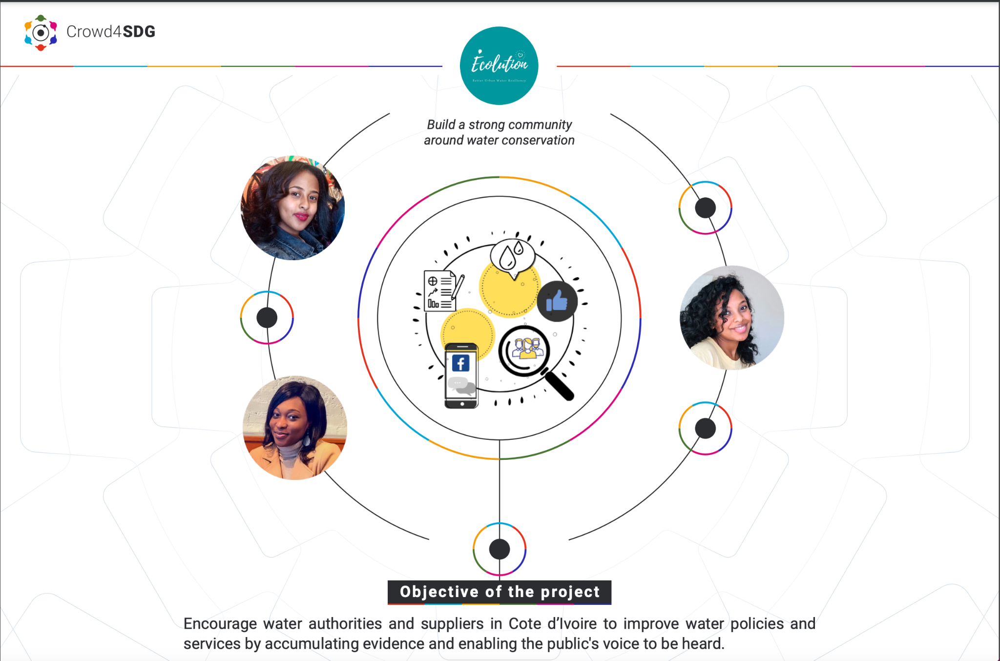 Crowd4SDG
Écolution
Better Urban Water Resiliency
Build a strong community
around water conservation
f
Objective of the project
Encourage water authorities and suppliers in Cote d’Ivoire to improve water policies and
services by accumulating evidence and enabling the public's voice to be heard.